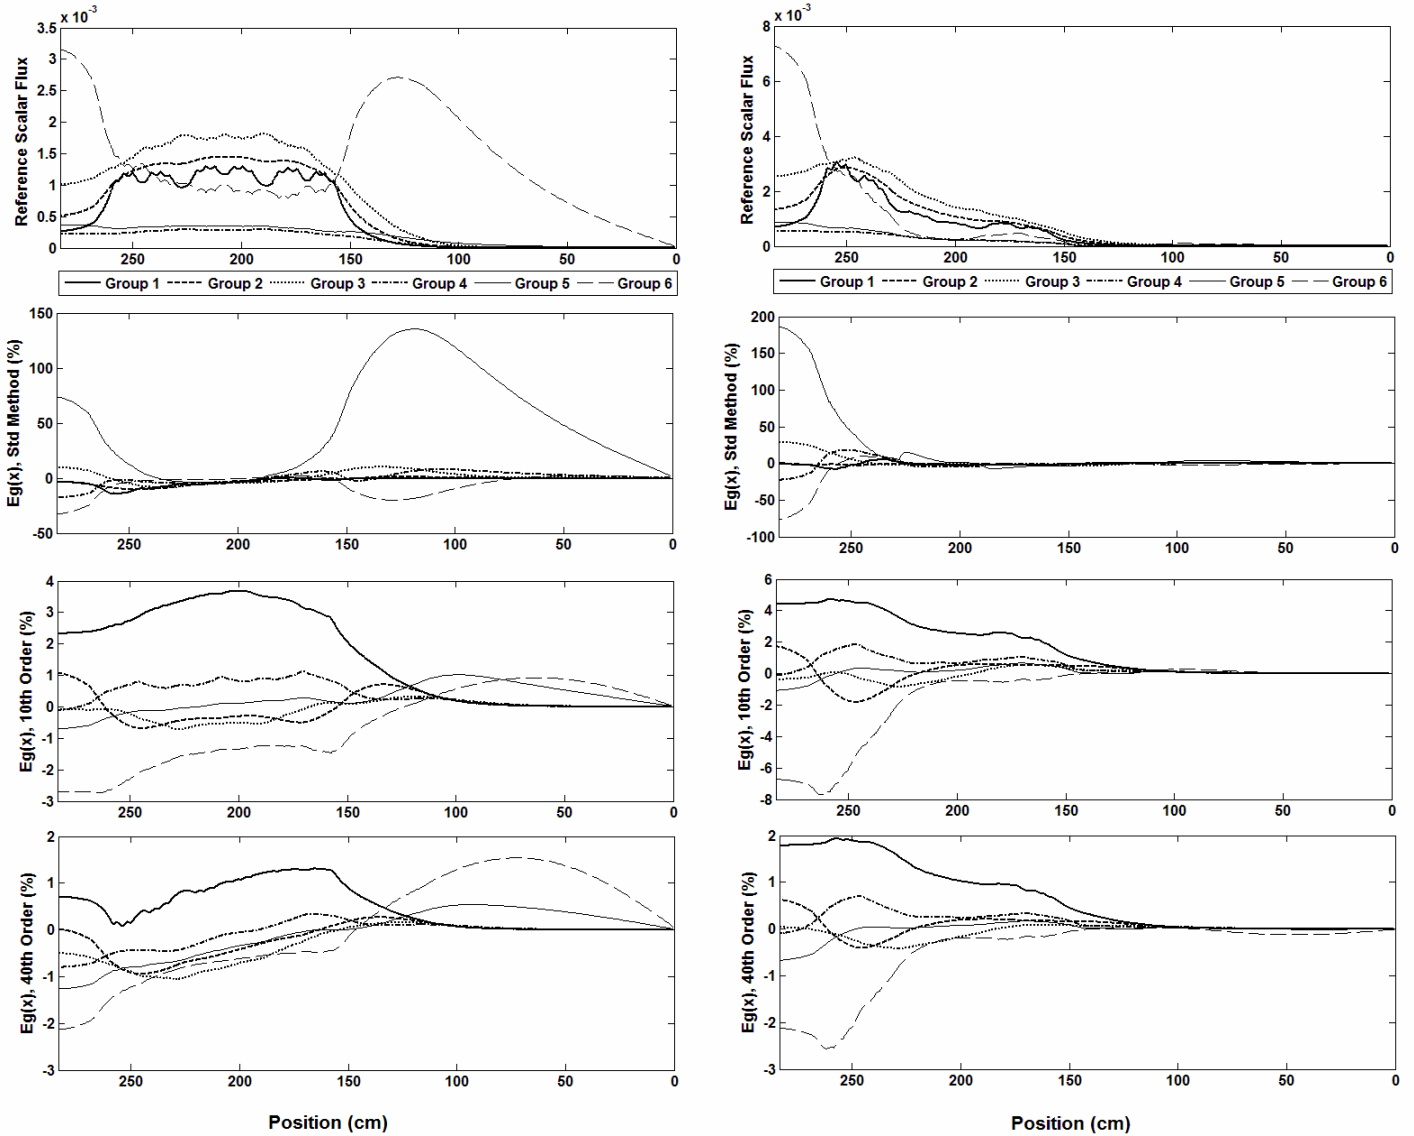 x 10-3
3.5
3
2.5
2
1.5
1
0.5
0
Reference Scalar Flux
250 200 150 100 50 0
Group 1 Group 2 Group 3 Group 4 Group 5 Group 6
150
100
50
0
-50
Eg(x), Std Method (%)
250 200 150 100 50 0
4
3
2
1
0
-1
-2
-3
Eg(x), 10th Order (%)
250 200 150 100 50 0
2
1
0
-1
-2
-3
Eg(x), 40th Order (%)
250 200 150 100 50 0
Position (cm)
x 10-3
8
6
4
2
0
Reference Scalar Flux
250 200 150 100 50 0
Group 1 Group 2 Group 3 Group 4 Group 5 Group 6
200
150
100
50
0
-50
-100
Eg(x), Std Method (%)
250 200 150 100 50 0
6
4
2
0
-2
-4
-6
-8
Eg(x), 10th Order (%)
250 200 150 100 50 0
2
1
0
-1
-2
-3
Eg(x), 40th Order (%)
250 200 150 100 50 0
Position (cm)